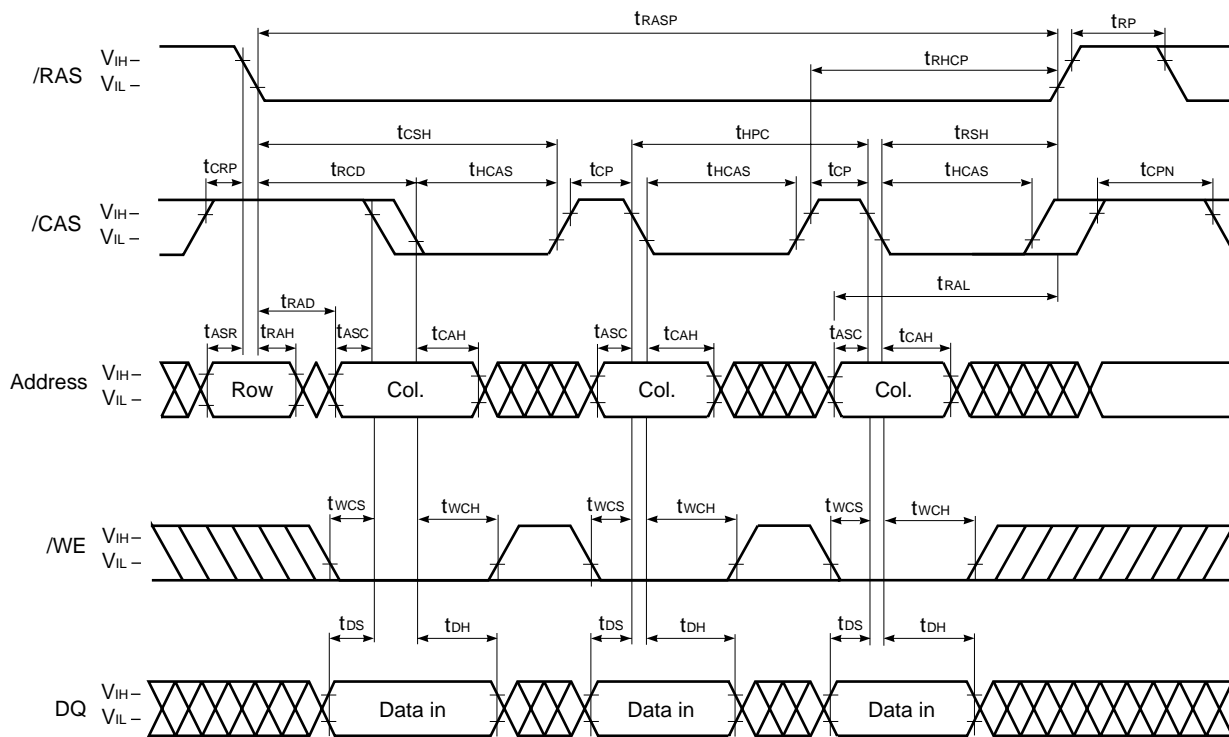 tRASP tRP
/RAS VIH– VIL– tRHCP
tCSH tHPC tRSH
tCRP tRCD tHCAS tCP tHCAS tCP tHCAS tCPN
/CAS VIH– VIL–
tRAD tRAL
tASR tRAH tASC tCAH tASC tCAH tASC tCAH
Address VIH– VIL– Row Col. Col. Col.
tWCS tWCH tWCS tWCH tWCS tWCH
/WE VIH– VIL–
tDS tDH tDS tDH tDS tDH
DQ VIH– VIL– Data in Data in Data in